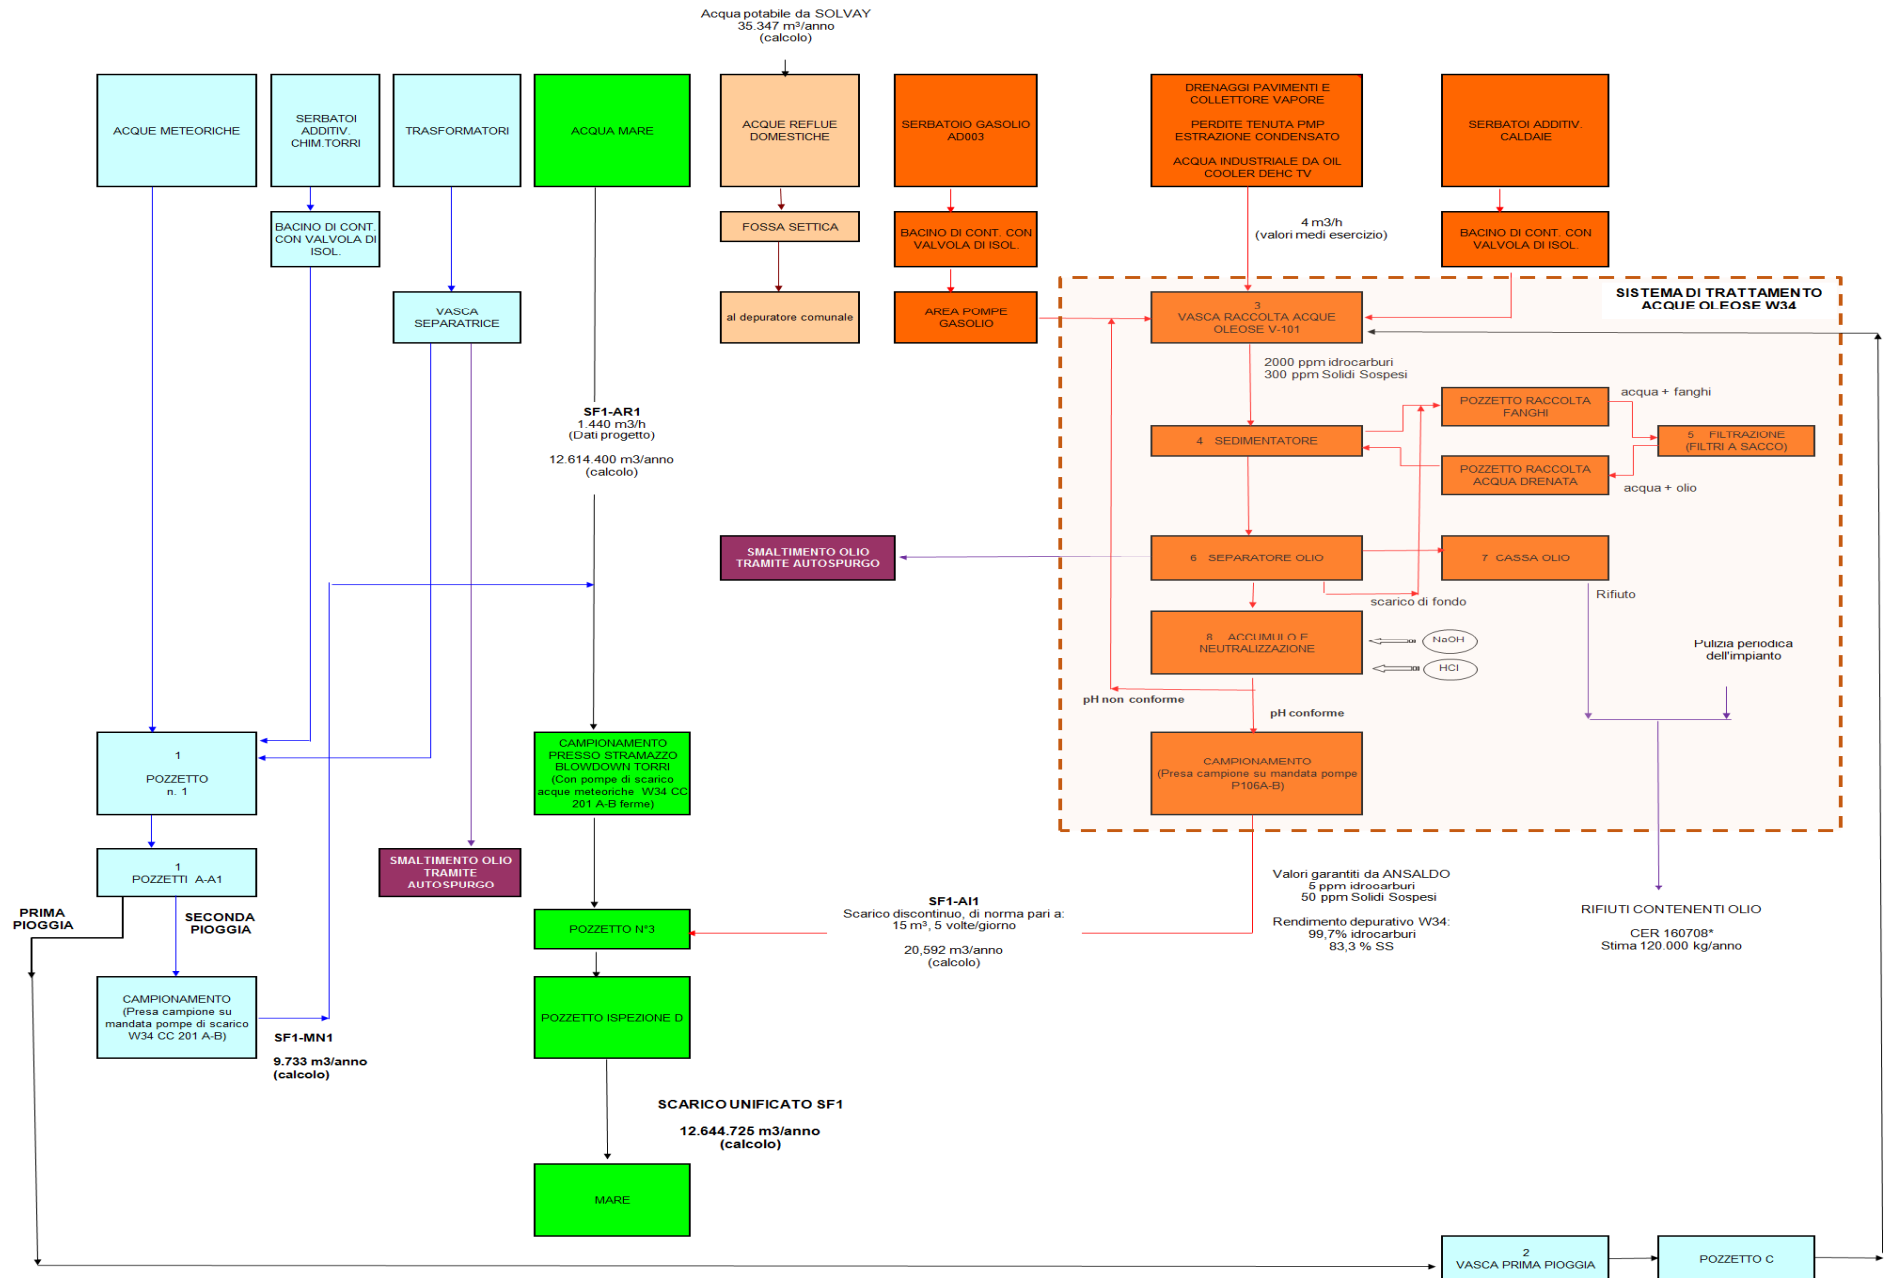 Acqua potabile da SOLVAY
35.347 m³/anno
(calcolo)
ACQUE METEORICHE
SERBATOI
ADDITIV.
CHIM.TORRI
TRASFORMATORI
ACQUA MARE
ACQUE REFLUE
DOMESTICHE
SERBATOIO GASOLIO
AD003
DRENAGGI PAVIMENTI E
COLLETTORE VAPORE
PERDITE TENUTA PMP
ESTRAZIONE CONDENSATO
ACQUA INDUSTRIALE DA OIL
COOLER DEHC TV
SERBATOI ADDITIV.
CALDAIE
BACINO DI CONT.
CON VALVOLA DI
ISOL.
FOSSA SETTICA
BACINO DI CONT. CON
VALVOLA DI ISOL.
4 m3/h
(valori medi esercizio)
BACINO DI CONT. CON
VALVOLA DI ISOL.
VASCA
SEPARATRICE
al depuratore comunale
AREA POMPE
GASOLIO
3
VASCA RACCOLTA ACQUE
OLEOSE V-101
SISTEMA DI TRATTAMENTO
ACQUE OLEOSE W34
2000 ppm idrocarburi
300 ppm Solidi Sospesi
SF1-AR1
1.440 m3/h
(Dati progetto)
12.614.400 m3/anno
(calcolo)
POZZETTO RACCOLTA
FANGHI
acqua + fanghi
4 SEDIMENTATORE
5 FILTRAZIONE
(FILTRI A SACCO)
POZZETTO RACCOLTA
ACQUA DRENATA
acqua + olio
SMALTIMENTO OLIO
TRAMITE AUTOSPURGO
6 SEPARATORE OLIO
7 CASSA OLIO
scarico di fondo
Rifiuto
8 ACCUMULO E
NEUTRALIZZAZIONE
NaOH
HCl
Pulizia periodica
dell'impianto
pH non conforme
pH conforme
1
POZZETTO
n. 1
CAMPIONAMENTO
PRESSO STRAMAZZO
BLOWDOWN TORRI
(Con pompe di scarico
acque meteoriche W34 CC
201 A-B ferme)
CAMPIONAMENTO
(Presa campione su mandata pompe
P106A-B)
1
POZZETTI A-A1
SMALTIMENTO OLIO
TRAMITE
AUTOSPURGO
PRIMA
PIOGGIA
SECONDA
PIOGGIA
POZZETTO N°3
SF1-AI1
Scarico discontinuo, di norma pari a:
15 m³, 5 volte/giorno
20,592 m3/anno
(calcolo)
Valori garantiti da ANSALDO
5 ppm idrocarburi
50 ppm Solidi Sospesi
Rendimento depurativo W34:
99,7% idrocarburi
83,3 % SS
RIFIUTI CONTENENTI OLIO
CER 160708*
Stima 120.000 kg/anno
CAMPIONAMENTO
(Presa campione su
mandata pompe di scarico
W34 CC 201 A-B)
POZZETTO ISPEZIONE D
SF1-MN1
9.733 m3/anno
(calcolo)
SCARICO UNIFICATO SF1
12.644.725 m3/anno
(calcolo)
MARE
2
VASCA PRIMA PIOGGIA
POZZETTO C